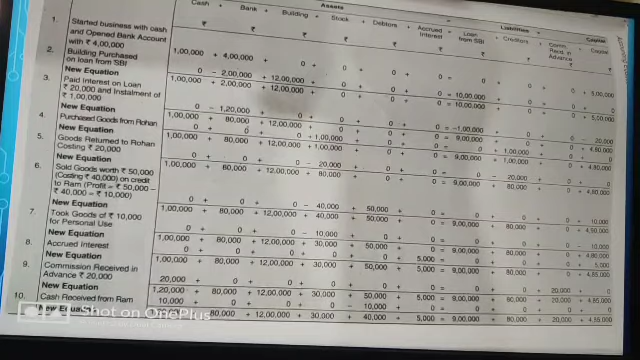 Assets
Liabilities
Capital
Cash + Bank + Building + Stock + Debtors + Accrued Interest = Loan from SBI + Creditors + Comm. Recd. in Advance + Capital
₹ ₹ ₹ ₹ ₹ ₹ ₹ ₹ ₹ ₹
1. Started business with cash
and Opened Bank Account
with ₹ 4,00,000 1,00,000 + 4,00,000 + 0 + 0 + 0 + 0 = 0 + 0 + 0 + 5,00,000
2. Building Purchased
on loan from SBI 0 - 2,00,000 + 12,00,000 + 0 + 0 + 0 = 10,00,000 + 0 + 0 + 0
New Equation 1,00,000 + 2,00,000 + 12,00,000 + 0 + 0 + 0 = 10,00,000 + 0 + 0 + 5,00,000
3. Paid Interest on Loan
₹ 20,000 and Instalment of
₹ 1,00,000 0 - 1,20,000 + 0 + 0 + 0 + 0 = -1,00,000 + 0 + 0 - 20,000
New Equation 1,00,000 + 80,000 + 12,00,000 + 0 + 0 + 0 = 9,00,000 + 0 + 0 + 4,80,000
4. Purchased Goods from Rohan 0 + 0 + 0 + 1,00,000 + 0 + 0 = 0 + 1,00,000 + 0 + 0
New Equation 1,00,000 + 80,000 + 12,00,000 + 1,00,000 + 0 + 0 = 9,00,000 + 1,00,000 + 0 + 4,80,000
5. Goods Returned to Rohan
Costing ₹ 20,000 0 + 0 + 0 - 20,000 + 0 + 0 = 0 - 20,000 + 0 + 0
New Equation 1,00,000 + 80,000 + 12,00,000 + 80,000 + 0 + 0 = 9,00,000 + 80,000 + 0 + 4,80,000
6. Sold Goods worth ₹ 50,000
(Costing ₹ 40,000) on credit
to Ram (Profit = ₹ 50,000 –
₹ 40,000 = ₹ 10,000) 0 + 0 + 0 - 40,000 + 50,000 + 0 = 0 + 0 + 0 + 10,000
New Equation 1,00,000 + 80,000 + 12,00,000 + 40,000 + 50,000 + 0 = 9,00,000 + 80,000 + 0 + 4,90,000
7. Took Goods of ₹ 10,000
for Personal Use 0 + 0 + 0 - 10,000 + 0 + 0 = 0 + 0 + 0 - 10,000
New Equation 1,00,000 + 80,000 + 12,00,000 + 30,000 + 50,000 + 0 = 9,00,000 + 80,000 + 0 + 4,80,000
8. Accrued Interest 0 + 0 + 0 + 0 + 0 + 5,000 = 0 + 0 + 0 + 5,000
New Equation 1,00,000 + 80,000 + 12,00,000 + 30,000 + 50,000 + 5,000 = 9,00,000 + 80,000 + 0 + 4,85,000
9. Commission Received in
Advance ₹ 20,000 20,000 + 0 + 0 + 0 + 0 + 0 = 0 + 0 + 20,000 + 0
New Equation 1,20,000 + 80,000 + 12,00,000 + 30,000 + 50,000 + 5,000 = 9,00,000 + 80,000 + 20,000 + 4,85,000
10. Cash Received from Ram 10,000 + 0 + 0 + 0 - 10,000 + 0 = 0 + 0 + 0 + 0
New 80,000 + 12,00,000 + 30,000 + 40,000 + 5,000 = 9,00,000 + 80,000 + 20,000 + 4,85,000
Shot on OnePlus